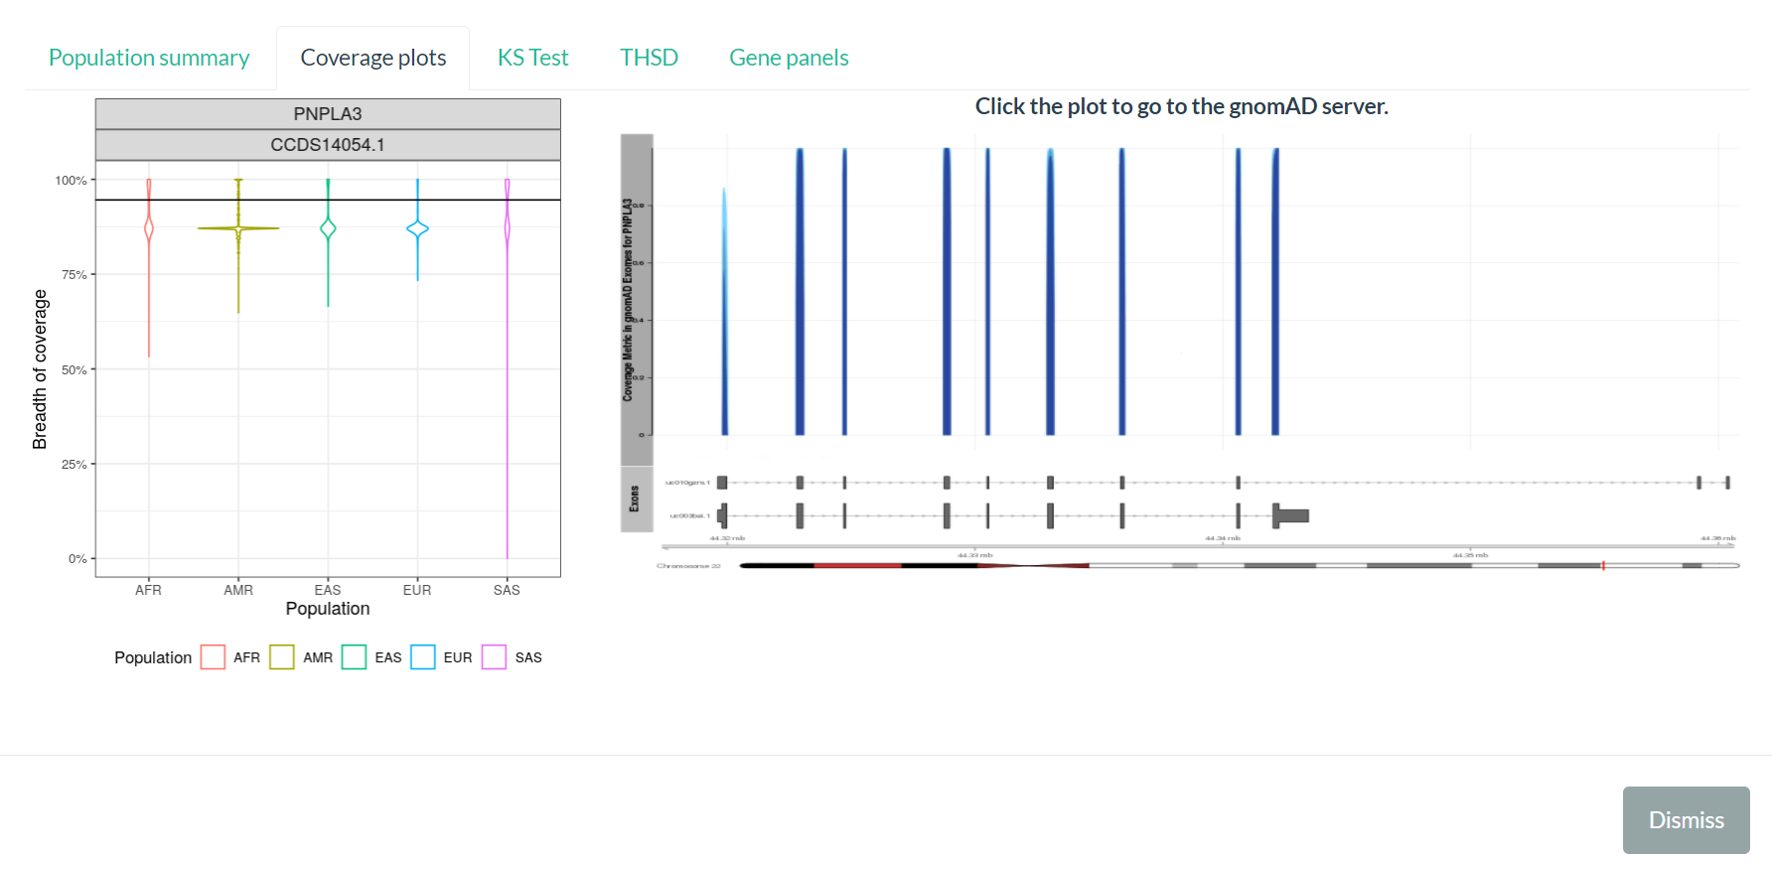 Population summary
Coverage plots
KS Test
THSD
Gene panels
PNPLA3
CCDS14054.1
Breadth of coverage
100%
75%
50%
25%
0%
AFR AMR EAS EUR SAS
Population
Population AFR AMR EAS EUR SAS
Click the plot to go to the gnomAD server.
Coverage Metric in gnomAD Exomes for PNPLA3
0.8
0.6
0.4
0.2
0
Exons
44.32 mb
44.33 mb
44.34 mb
44.35 mb
44.36 mb
Chromosome 22
Dismiss